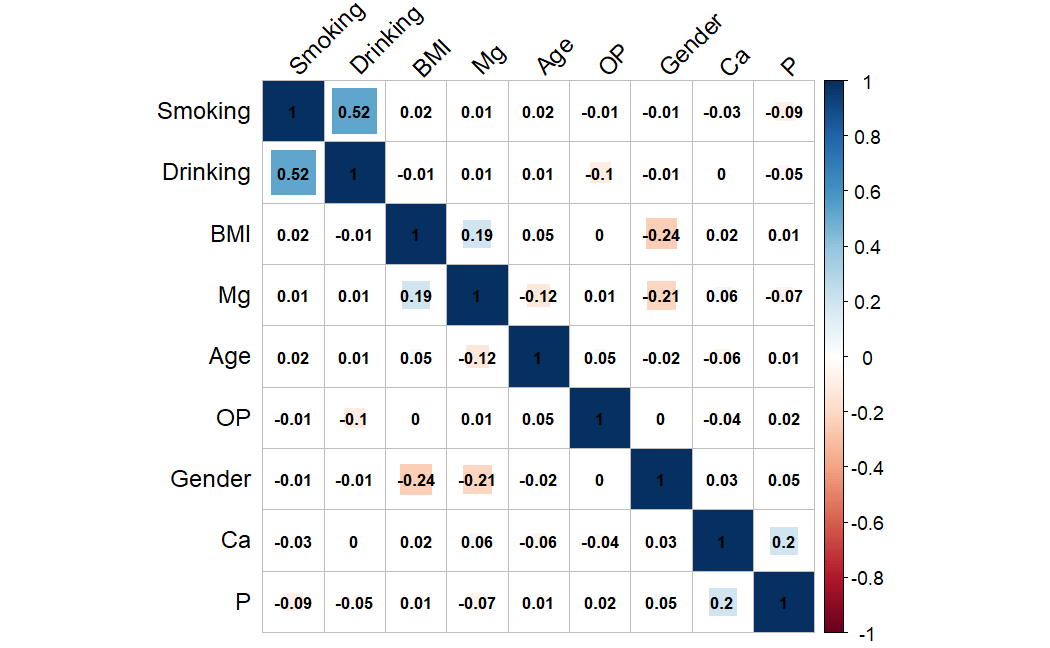 Smoking Drinking BMI Mg Age OP Gender Ca P
Smoking 1 0.52 0.02 0.01 0.02 -0.01 -0.01 -0.03 -0.09
Drinking 0.52 1 -0.01 0.01 0.01 -0.1 -0.01 0 -0.05
BMI 0.02 -0.01 1 0.19 0.05 0 -0.24 0.02 0.01
Mg 0.01 0.01 0.19 1 -0.12 0.01 -0.21 0.06 -0.07
Age 0.02 0.01 0.05 -0.12 1 0.05 -0.02 -0.06 0.01
OP -0.01 -0.1 0 0.01 0.05 1 0 -0.04 0.02
Gender -0.01 -0.01 -0.24 -0.21 -0.02 0 1 0.03 0.05
Ca -0.03 0 0.02 0.06 -0.06 -0.04 0.03 1 0.2
P -0.09 -0.05 0.01 -0.07 0.01 0.02 0.05 0.2 1
1
0.8
0.6
0.4
0.2
0
-0.2
-0.4
-0.6
-0.8
-1